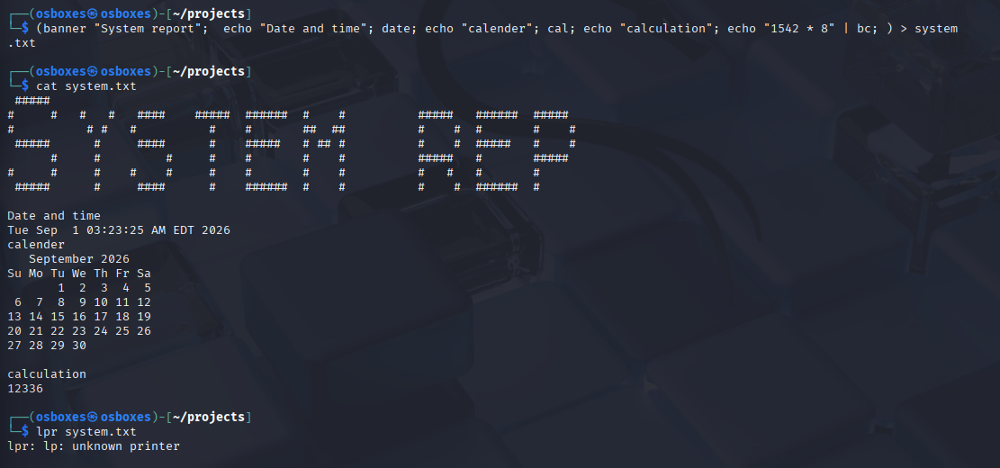 ┌──(osboxes㉿osboxes)-[~/projects]
└─$ (banner "System report";  echo "Date and time"; date; echo "calender"; cal; echo "calculation"; echo "1542 * 8" | bc; ) > system
.txt
┌──(osboxes㉿osboxes)-[~/projects]
└─$ cat system.txt
 #####
#     #   #   #   ####    #####  ######  #    #          #####   ######  #####
#          # #   #          #    #       ##  ##          #    #  #       #    #
 #####      #     ####      #    #####   # ## #          #    #  #####   #    #
      #     #         #     #    #       #    #          #####   #       #####
#     #     #    #    #     #    #       #    #          #   #   #       #
 #####      #     ####      #    ######  #    #          #    #  ######  #
Date and time
Tue Sep  1 03:23:25 AM EDT 2026
calender
   September 2026
Su Mo Tu We Th Fr Sa
       1  2  3  4  5
 6  7  8  9 10 11 12
13 14 15 16 17 18 19
20 21 22 23 24 25 26
27 28 29 30
calculation
12336
┌──(osboxes㉿osboxes)-[~/projects]
└─$ lpr system.txt
lpr: lp: unknown printer